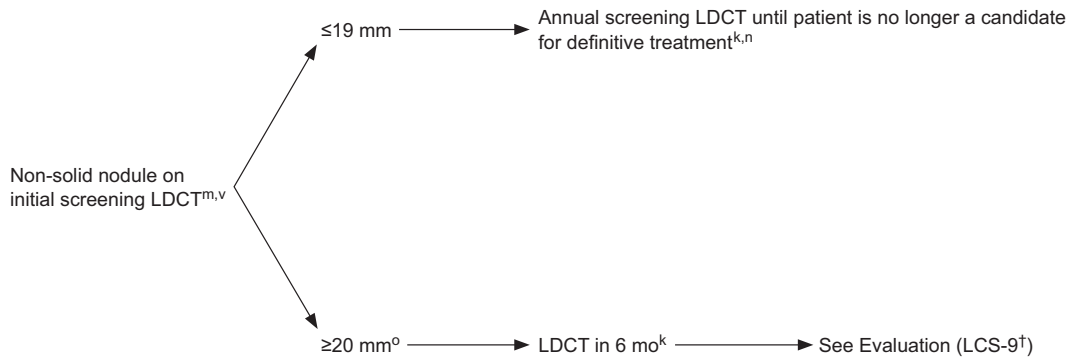 ≤19 mm
Annual screening LDCT until patient is no longer a candidate
for definitive treatmentk,n
Non-solid nodule on
initial screening LDCTm,v
≥20 mmo
LDCT in 6 mok
See Evaluation (LCS-9†)